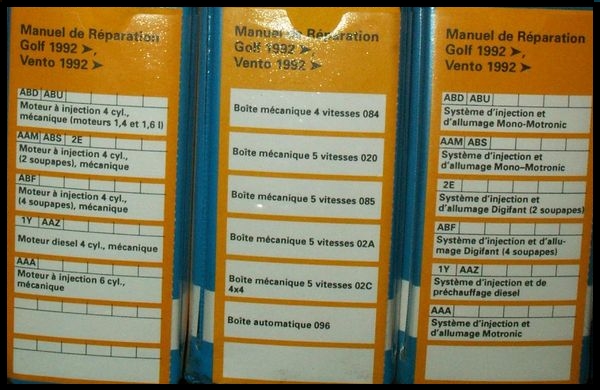 Manuel de Réparation
Golf 1992 ➤,
Vento 1992 ➤
ABD ABU
Moteur à injection 4 cyl.,
mécanique (moteurs 1,4 et 1,6 l)
AAM ABS 2E
Moteur à injection 4 cyl.,
(2 soupapes), mécanique
ABF
Moteur à injection 4 cyl.,
(4 soupapes), mécanique
1Y AAZ
Moteur diesel 4 cyl., mécanique
AAA
Moteur à injection 6 cyl.,
mécanique
Manuel de Réparation
Golf 1992 ➤,
Vento 1992 ➤
Boîte mécanique 4 vitesses 084
Boîte mécanique 5 vitesses 020
Boîte mécanique 5 vitesses 085
Boîte mécanique 5 vitesses 02A
Boîte mécanique 5 vitesses 02C
4x4
Boîte automatique 096
Manuel de Réparation
Golf 1992 ➤,
Vento 1992 ➤
ABD ABU
Système d'injection et
d'allumage Mono-Motronic
AAM ABS
Système d'injection et
d'allumage Mono–Motronic
2E
Système d'injection et
d'allumage Digifant (2 soupapes)
ABF
Système d'injection et d'allu-
mage Digifant (4 soupapes)
1Y AAZ
Système d'injection et de
préchauffage diesel
AAA
Système d'injection et
d'allumage Motronic